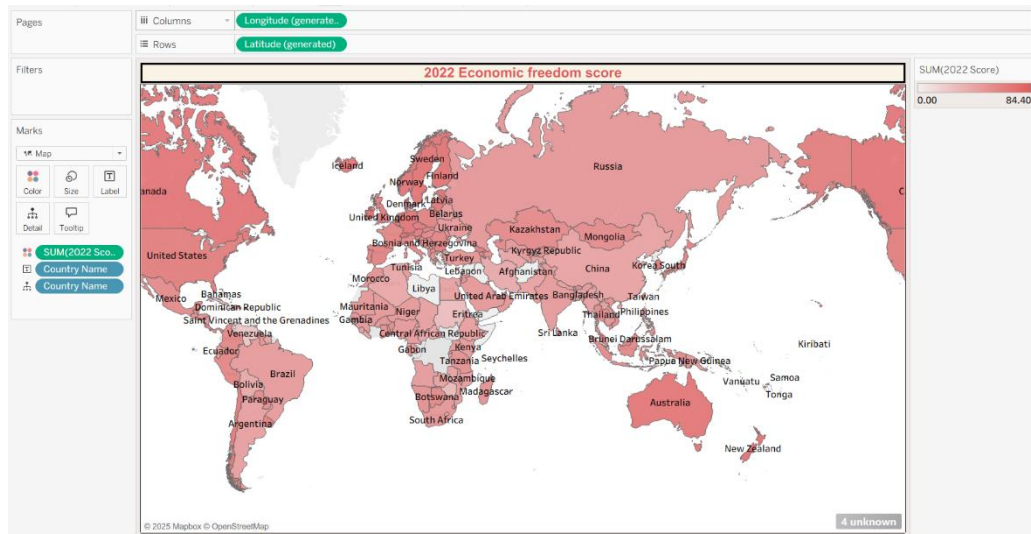 Pages
iii Columns
Longitude (generate..
Rows
Latitude (generated)
Filters
Marks
Map
Color
Size
Label
Detail
Tooltip
SUM(2022 Sco..
Country Name
Country Name
2022 Economic freedom score
SUM(2022 Score)
0.00 84.40
Iceland
Sweden
Finland
Norway
Russia
anada
Denmark
Latvia
United Kingdom
Belarus
Ukraine
Kazakhstan
Mongolia
Bosnia and Herzegovina
Kyrgyz Republic
United States
Turkey
Tunisia
Lebanon
Afghanistan
China
Korea South
Morocco
Libya
Mexico
Bahamas
United Arab Emirates
Bangladesh
Taiwan
Dominican Republic
Mauritania
Niger
Eritrea
Thailand
Philippines
Saint Vincent and the Grenadines
Gambia
Venezuela
Central African Republic
Sri Lanka
Brunei Darussalam
Kiribati
Ecuador
Gabon
Kenya
Seychelles
Tanzania
Papua New Guinea
Brazil
Bolivia
Mozambique
Vanuatu
Samoa
Paraguay
Botswana
Madagascar
Tonga
Australia
Argentina
South Africa
New Zealand
C
© 2025 Mapbox © OpenStreetMap
4 unknown